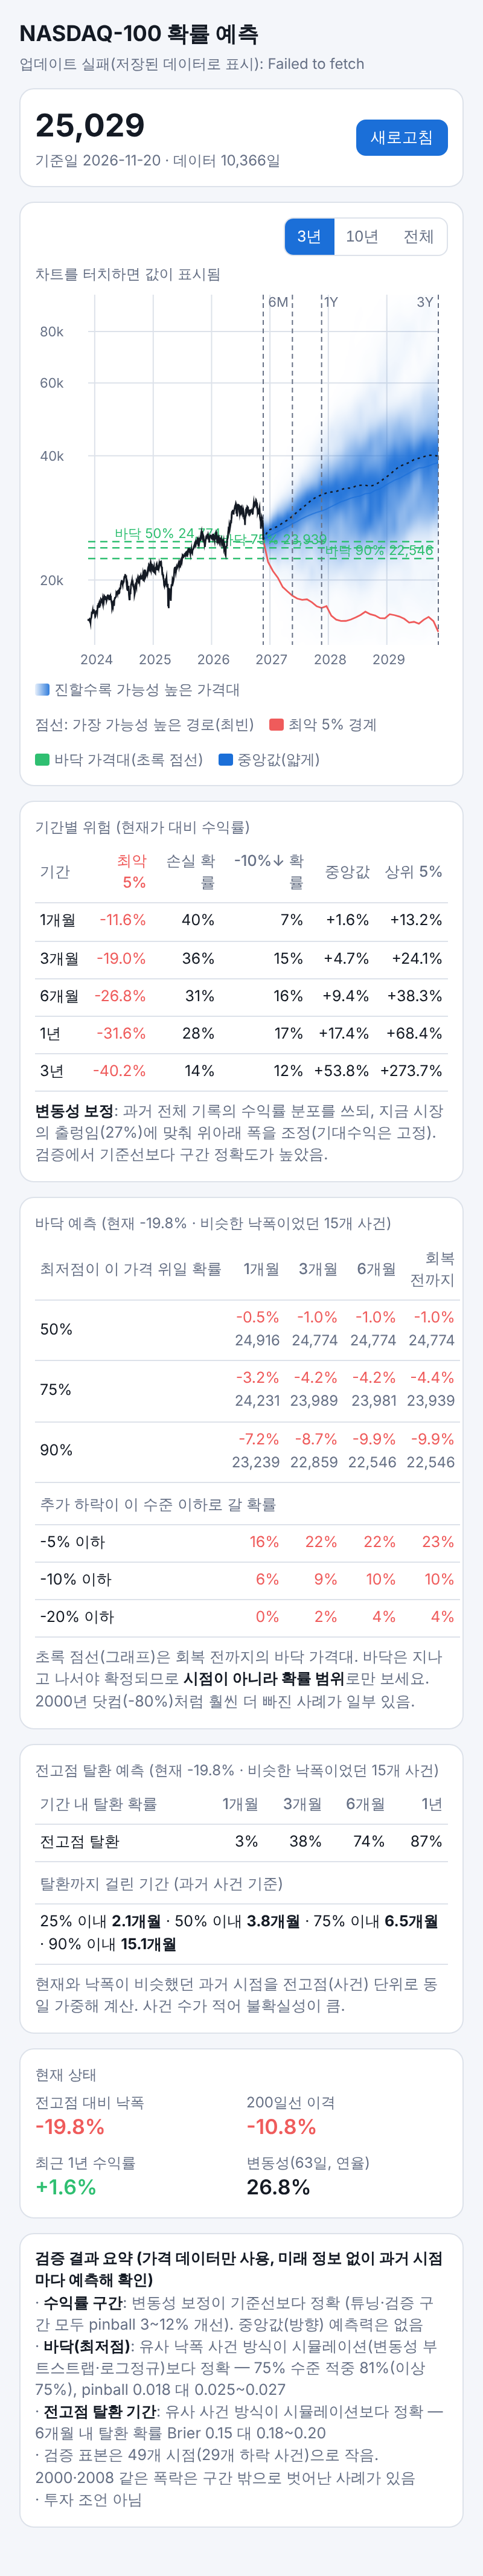 NASDAQ-100 확률 예측
업데이트 실패(저장된 데이터로 표시): Failed to fetch
25,029
기준일 2026-11-20 · 데이터 10,366일
새로고침
3년 10년 전체
차트를 터치하면 값이 표시됨
6M 1Y 3Y
80k
60k
40k
바닥 50% 24,774
바닥 75% 23,939
바닥 90% 22,546
20k
2024 2025 2026 2027 2028 2029
진할수록 가능성 높은 가격대
점선: 가장 가능성 높은 경로(최빈) 최악 5% 경계
바닥 가격대(초록 점선) 중앙값(얇게)
기간별 위험 (현재가 대비 수익률)
기간 최악 5% 손실 확률 -10%↓ 확률 중앙값 상위 5%
1개월 -11.6% 40% 7% +1.6% +13.2%
3개월 -19.0% 36% 15% +4.7% +24.1%
6개월 -26.8% 31% 16% +9.4% +38.3%
1년 -31.6% 28% 17% +17.4% +68.4%
3년 -40.2% 14% 12% +53.8% +273.7%
변동성 보정: 과거 전체 기록의 수익률 분포를 쓰되, 지금 시장
의 출렁임(27%)에 맞춰 위아래 폭을 조정(기대수익은 고정).
검증에서 기준선보다 구간 정확도가 높았음.
바닥 예측 (현재 -19.8% · 비슷한 낙폭이었던 15개 사건)
최저점이 이 가격 위일 확률 1개월 3개월 6개월 회복 전까지
50% -0.5% -1.0% -1.0% -1.0%
24,916 24,774 24,774 24,774
75% -3.2% -4.2% -4.2% -4.4%
24,231 23,989 23,981 23,939
90% -7.2% -8.7% -9.9% -9.9%
23,239 22,859 22,546 22,546
추가 하락이 이 수준 이하로 갈 확률
-5% 이하 16% 22% 22% 23%
-10% 이하 6% 9% 10% 10%
-20% 이하 0% 2% 4% 4%
초록 점선(그래프)은 회복 전까지의 바닥 가격대. 바닥은 지나
고 나서야 확정되므로 시점이 아니라 확률 범위로만 보세요.
2000년 닷컴(-80%)처럼 훨씬 더 빠진 사례가 일부 있음.
전고점 탈환 예측 (현재 -19.8% · 비슷한 낙폭이었던 15개 사건)
기간 내 탈환 확률 1개월 3개월 6개월 1년
전고점 탈환 3% 38% 74% 87%
탈환까지 걸린 기간 (과거 사건 기준)
25% 이내 2.1개월 · 50% 이내 3.8개월 · 75% 이내 6.5개월
· 90% 이내 15.1개월
현재와 낙폭이 비슷했던 과거 시점을 전고점(사건) 단위로 동
일 가중해 계산. 사건 수가 적어 불확실성이 큼.
현재 상태
전고점 대비 낙폭 200일선 이격
-19.8% -10.8%
최근 1년 수익률 변동성(63일, 연율)
+1.6% 26.8%
검증 결과 요약 (가격 데이터만 사용, 미래 정보 없이 과거 시점
마다 예측해 확인)
· 수익률 구간: 변동성 보정이 기준선보다 정확 (튜닝·검증 구
간 모두 pinball 3~12% 개선). 중앙값(방향) 예측력은 없음
· 바닥(최저점): 유사 낙폭 사건 방식이 시뮬레이션(변동성 부
트스트랩·로그정규)보다 정확 — 75% 수준 적중 81%(이상
75%), pinball 0.018 대 0.025~0.027
· 전고점 탈환 기간: 유사 사건 방식이 시뮬레이션보다 정확 —
6개월 내 탈환 확률 Brier 0.15 대 0.18~0.20
· 검증 표본은 49개 시점(29개 하락 사건)으로 작음.
2000·2008 같은 폭락은 구간 밖으로 벗어난 사례가 있음
· 투자 조언 아님